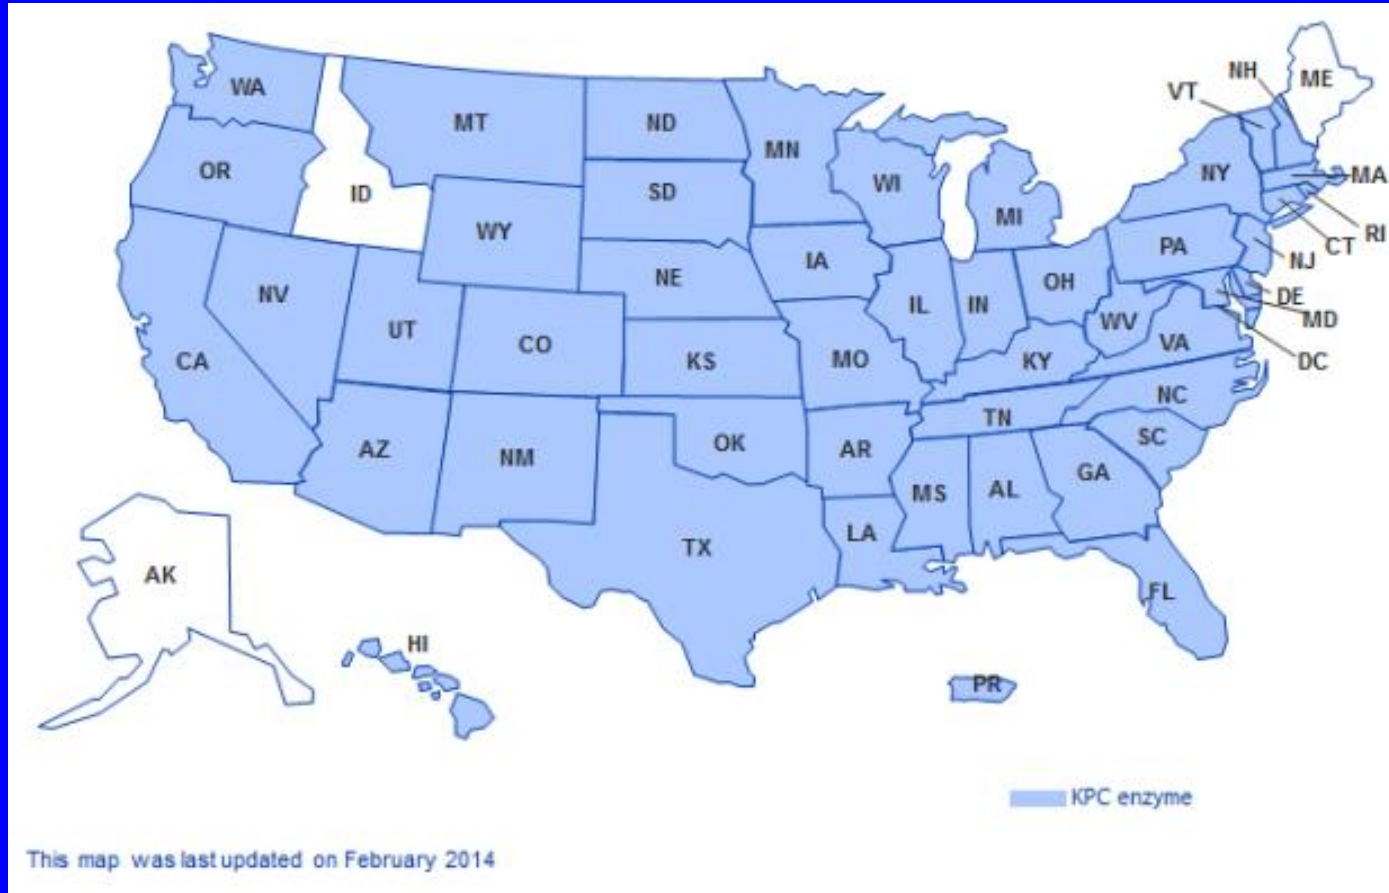 NH
ME
VT
WA
MT
ND
MN
OR
ID
SD
WI
MI
NY
MA
RI
CT
WY
IA
PA
NJ
NE
OH
DE
NV
UT
IL
IN
WV
MD
CA
CO
KS
MO
KY
VA
DC
NC
TN
AZ
NM
OK
AR
SC
GA
MS
AL
LA
TX
AK
FL
HI
PR
KPC enzyme
This map was last updated on February 2014